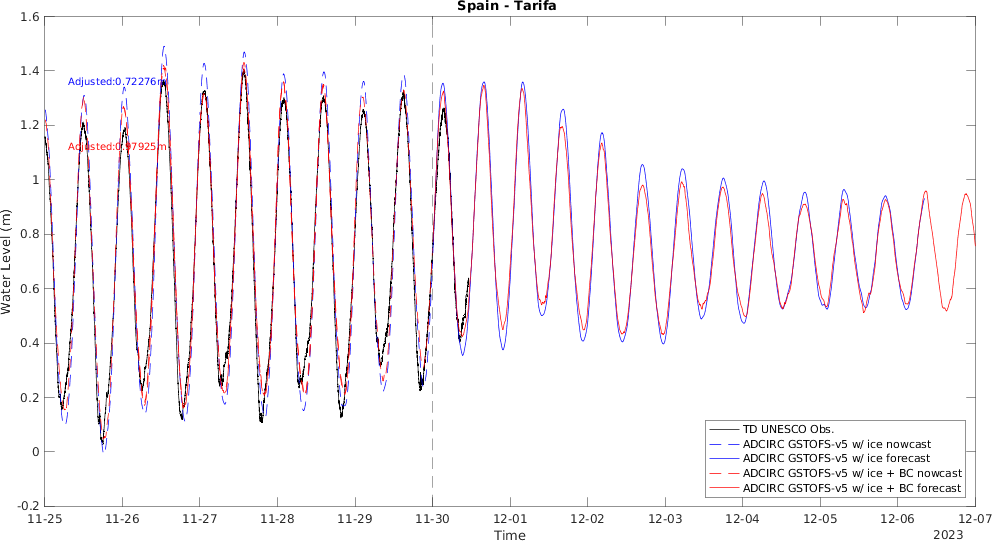 Spain - Tarifa
1.6
1.4
1.2
1
0.8
0.6
0.4
0.2
0
-0.2
Water Level (m)
Adjusted:0.72276m
Adjusted:0.97925m
TD UNESCO Obs.
ADCIRC GSTOFS-v5 w/ ice nowcast
ADCIRC GSTOFS-v5 w/ ice forecast
ADCIRC GSTOFS-v5 w/ ice + BC nowcast
ADCIRC GSTOFS-v5 w/ ice + BC forecast
11-25 11-26 11-27 11-28 11-29 11-30 12-01 12-02 12-03 12-04 12-05 12-06 12-07
Time
2023